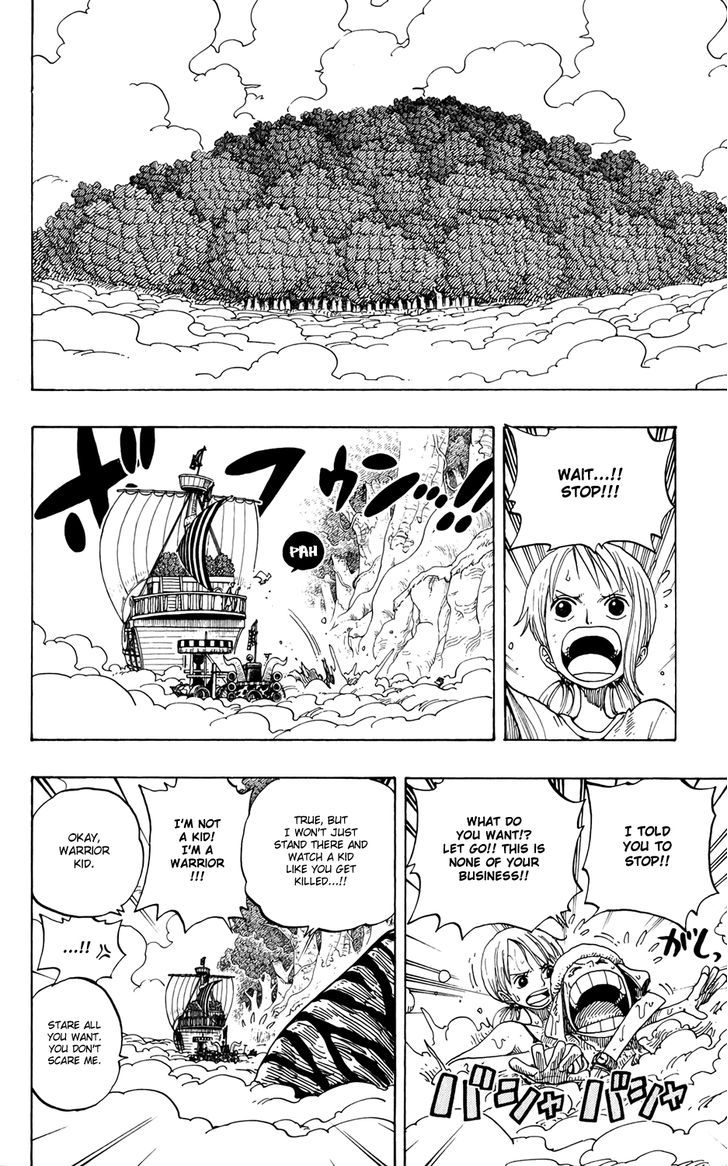 WAIT...!!
STOP!!!
ボフウン!!
PAH
I TOLD
YOU TO
STOP!!
WHAT DO
YOU WANT!?
LET GO!! THIS IS
NONE OF YOUR
BUSINESS!!
がしっ
バシャ
バシャ
TRUE, BUT
I WON'T JUST
STAND THERE AND
WATCH A KID
LIKE YOU GET
KILLED...!!
I'M NOT
A KID!
I'M A
WARRIOR
!!!
OKAY,
WARRIOR
KID.
...!!
STARE ALL
YOU WANT.
YOU DON'T
SCARE ME.